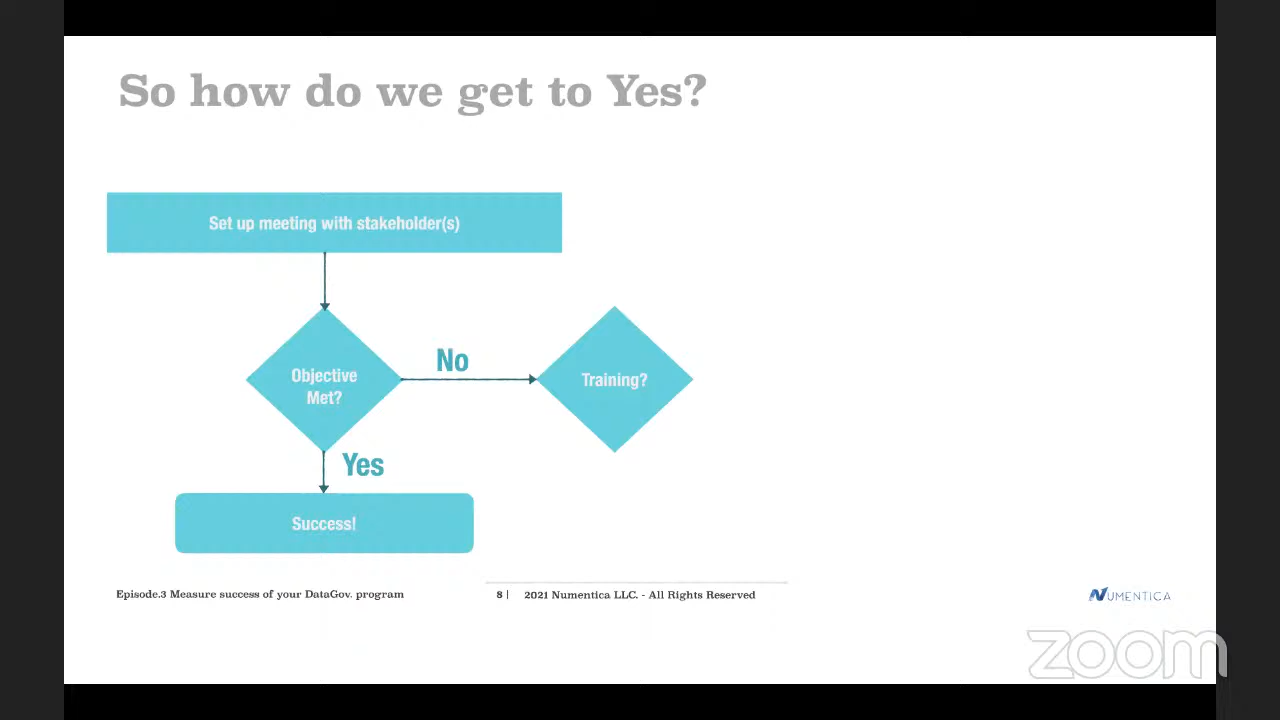 So how do we get to Yes?
Set up meeting with stakeholder(s)
Objective
Met?
No
Training?
Yes
Success!
Episode.3 Measure success of your DataGov. program
8 |
2021 Numentica LLC. - All Rights Reserved
NUMENTICA
zoom